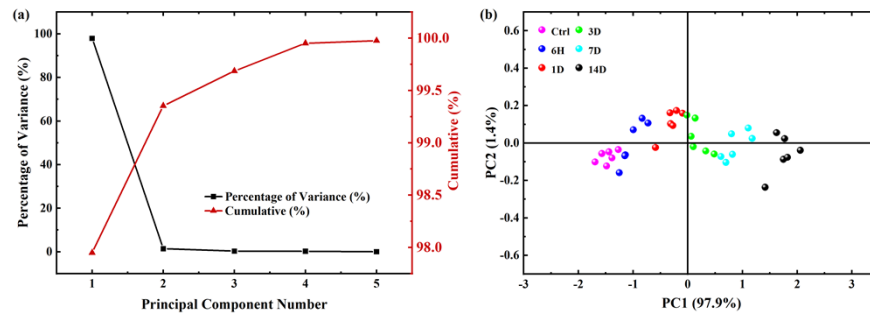 (a)
100
80
60
40
20
0
Percentage of Variance (%)
1 2 3 4 5
Principal Component Number
100.0
99.5
99.0
98.5
98.0
Cumulative (%)
Percentage of Variance (%)
Cumulative (%)
(b)
Ctrl 3D
6H 7D
1D 14D
0.6
0.4
0.2
0.0
-0.2
-0.4
-0.6
PC2 (1.4%)
-3 -2 -1 0 1 2 3
PC1 (97.9%)